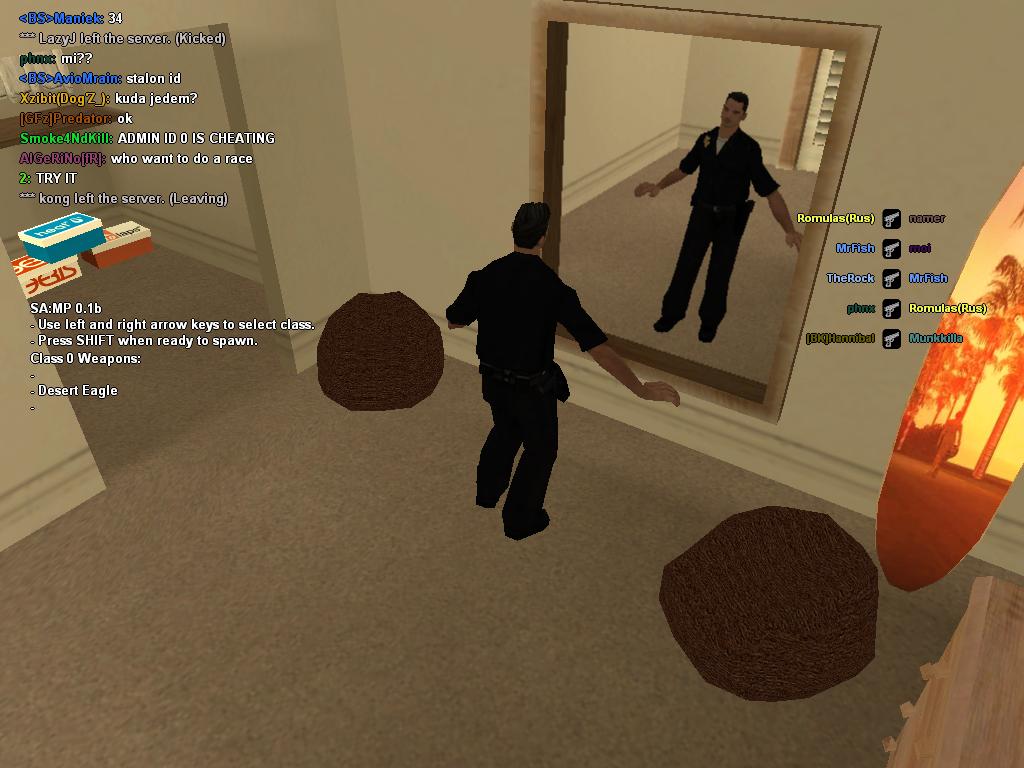 <BS>Maniek: 34
*** LazyJ left the server. (Kicked)
phnx: mi??
<BS>AvioMrain: stalon id
Xzibit(Dog'Z_): kuda jedem?
[GFz]Predator: ok
Smoke4NdKill: ADMIN ID 0 IS CHEATING
AlGeRiNo[fR]: who want to do a race
2: TRY IT
*** kong left the server. (Leaving)
SA:MP 0.1b
- Use left and right arrow keys to select class.
- Press SHIFT when ready to spawn.
Class 0 Weapons:
-
- Desert Eagle
-
Romulas(Rus) namer
MrFish moi
TheRock MrFish
phnx Romulas(Rus)
[BK]Hannibal Munkkilla